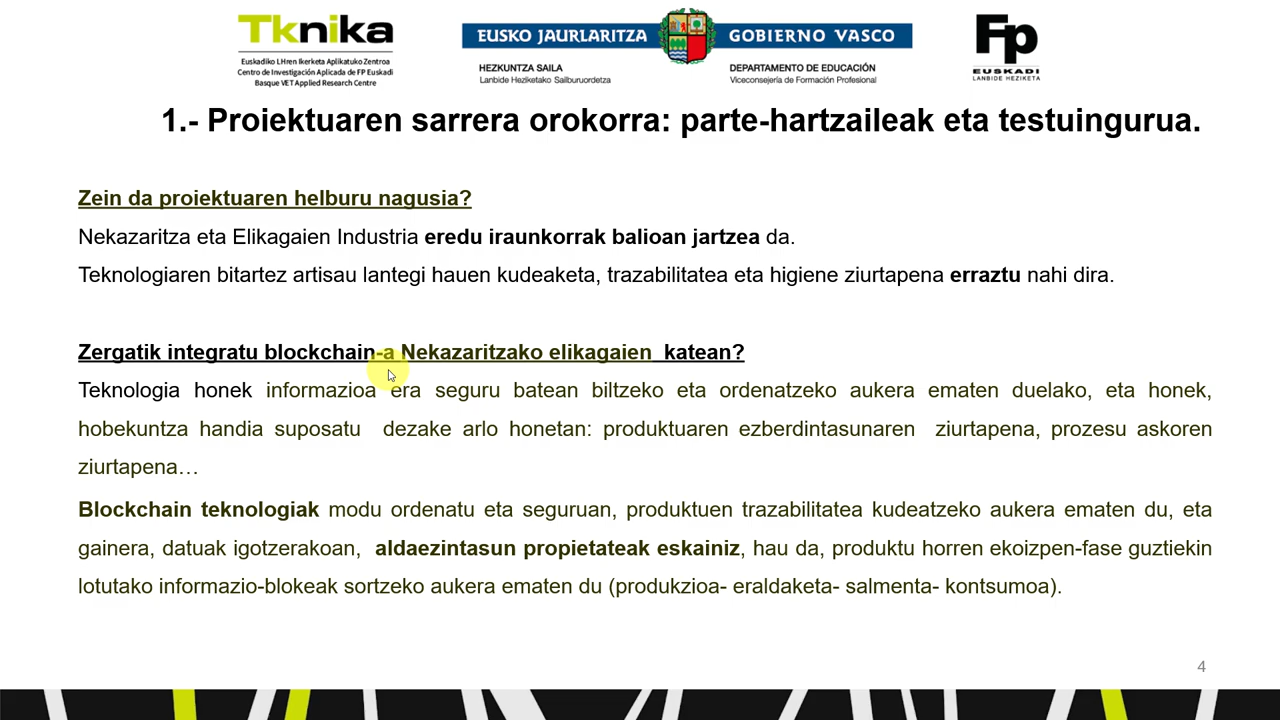 Tknika
Euskadiko LHren Ikerketa Aplikatuko Zentroa
Centro de Investigación Aplicada de FP Euskadi
Basque VET Applied Research Centre
EUSKO JAURLARITZA
GOBIERNO VASCO
HEZKUNTZA SAILA
Lanbide Heziketako Sailburuordetza
DEPARTAMENTO DE EDUCACIÓN
Viceconsejería de Formación Profesional
Fp
EUSKADI
LANBIDE HEZIKETA
1.- Proiektuaren sarrera orokorra: parte-hartzaileak eta testuingurua.
Zein da proiektuaren helburu nagusia?
Nekazaritza eta Elikagaien Industria eredu iraunkorrak balioan jartzea da.
Teknologiaren bitartez artisau lantegi hauen kudeaketa, trazabilitatea eta higiene ziurtapena erraztu nahi dira.
Zergatik integratu blockchain-a Nekazaritzako elikagaien katean?
Teknologia honek informazioa era seguru batean biltzeko eta ordenatzeko aukera ematen duelako, eta honek,
hobekuntza handia suposatu dezake arlo honetan: produktuaren ezberdintasunaren ziurtapena, prozesu askoren
ziurtapena…
Blockchain teknologiak modu ordenatu eta seguruan, produktuen trazabilitatea kudeatzeko aukera ematen du, eta
gainera, datuak igotzerakoan, aldaezintasun propietateak eskainiz, hau da, produktu horren ekoizpen-fase guztiekin
lotutako informazio-blokeak sortzeko aukera ematen du (produkzioa- eraldaketa- salmenta- kontsumoa).
4